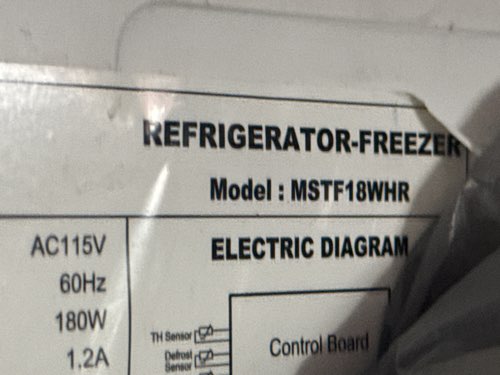 REFRIGERATOR-FREEZER
Model : MSTF18WHR
AC115V
60Hz
180W
1.2A
ELECTRIC DIAGRAM
TH Sensor
Defrost
Sensor
Control Board